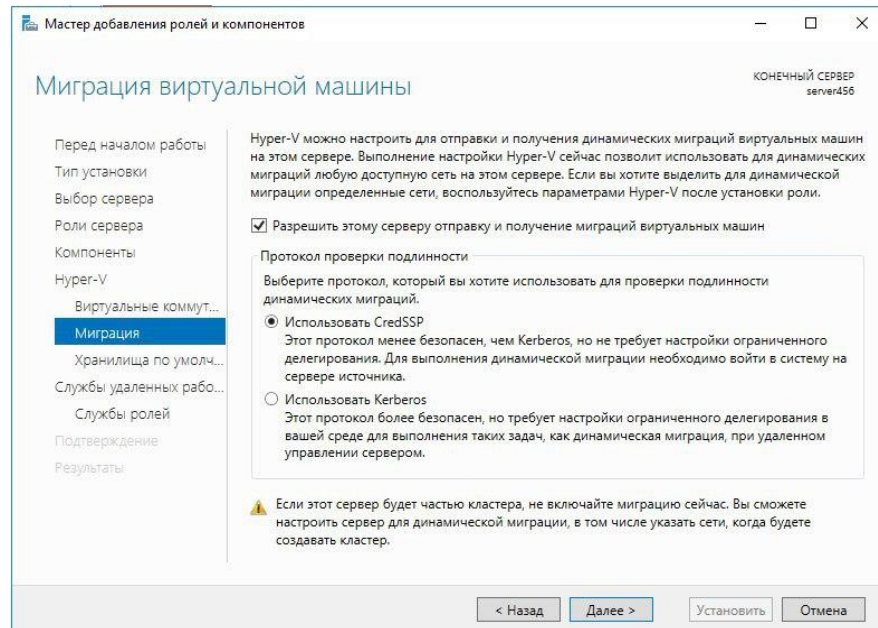 Мастер добавления ролей и компонентов
Миграция виртуальной машины
КОНЕЧНЫЙ СЕРВЕР
server456
Перед началом работы
Тип установки
Выбор сервера
Роли сервера
Компоненты
Hyper-V
Виртуальные коммут...
Миграция
Хранилища по умолч...
Службы удаленных рабо...
Службы ролей
Подтверждение
Результаты
Hyper-V можно настроить для отправки и получения динамических миграций виртуальных машин
на этом сервере. Выполнение настройки Hyper-V сейчас позволит использовать для динамических
миграций любую доступную сеть на этом сервере. Если вы хотите выделить для динамической
миграции определенные сети, воспользуйтесь параметрами Hyper-V после установки роли.
Разрешить этому серверу отправку и получение миграций виртуальных машин
Протокол проверки подлинности
Выберите протокол, который вы хотите использовать для проверки подлинности
динамических миграций.
Использовать CredSSP
Этот протокол менее безопасен, чем Kerberos, но не требует настройки ограниченного
делегирования. Для выполнения динамической миграции необходимо войти в систему на
сервере источника.
Использовать Kerberos
Этот протокол более безопасен, но требует настройки ограниченного делегирования в
вашей среде для выполнения таких задач, как динамическая миграция, при удаленном
управлении сервером.
Если этот сервер будет частью кластера, не включайте миграцию сейчас. Вы сможете
настроить сервер для динамической миграции, в том числе указать сети, когда будете
создавать кластер.
< Назад
Далее >
Установить
Отмена